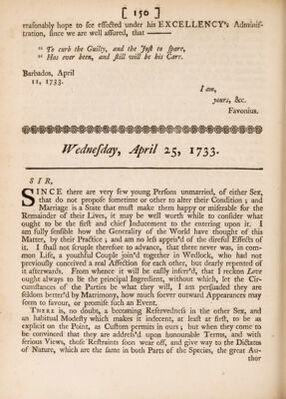 [ 150 ]
reasonably hope to see effected under his EXCELLENCY's Adminis-
tration, since we are well assured, that ———
" To curb the Guilty, and the Just to spare,
" Has ever been, and still will be his Care.
Barbados, April
11, 1733.
I am,
yours, &c.
Favonius.
Wednesday, April 25, 1733.
SIR,
SINCE there are very few young Persons unmarried, of either Sex,
that do not propose sometime or other to alter their Condition; and
Marriage is a State that must make them happy or miserable for the
Remainder of their Lives, it may be well worth while to consider what
ought to be the first and chief Inducement to the entering upon it. I
am fully sensible how the Generality of the World have thought of this
Matter, by their Practice; and am no less appris'd of the direful Effects of
it. I shall not scruple therefore to advance, that there never was, in com-
mon Life, a youthful Couple join'd together in Wedlock, who had not
previously conceived a real Affection for each other, but dearly repented of
it afterwards. From whence it will be easily inferr'd, that I reckon Love
ought always to be the principal Ingredient, without which, let the Cir-
cumstances of the Parties be what they will, I am persuaded they are
seldom better'd by Matrimony, how much soever outward Appearances may
seem to favour, or promise such an Event.
THERE is, no doubt, a becoming Reservedness in the other Sex, and
an habitual Modesty which makes it indecent, at least at first, to be as
explicit on the Point, as Custom permits in ours; but when they come to
be convinced that they are address'd upon honourable Terms, and with
serious Views, those Restraints soon wear off, and give way to the Dictates
of Nature, which are the same in both Parts of the Species, the great Au-
thor